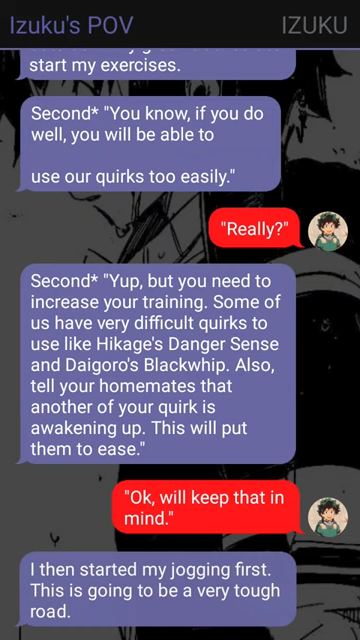 Izuku's POV
IZUKU
start my exercises.
Second* "You know, if you do
well, you will be able to
use our quirks too easily."
"Really?"
Second* "Yup, but you need to
increase your training. Some of
us have very difficult quirks to
use like Hikage's Danger Sense
and Daigoro's Blackwhip. Also,
tell your homemates that
another of your quirk is
awakening up. This will put
them to ease."
"Ok, will keep that in
mind."
I then started my jogging first.
This is going to be a very tough
road.